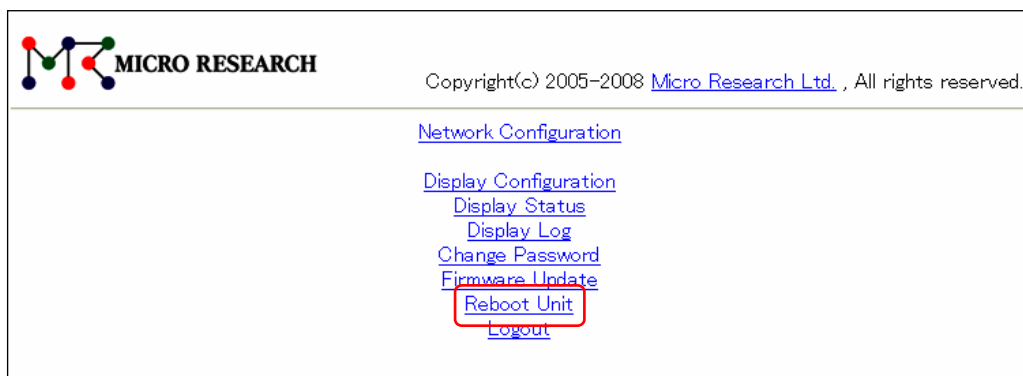 MICRO RESEARCH
Copyright(c) 2005-2008 Micro Research Ltd. , All rights reserved.
Network Configuration
Display Configuration
Display Status
Display Log
Change Password
Firmware Update
Reboot Unit
Logout